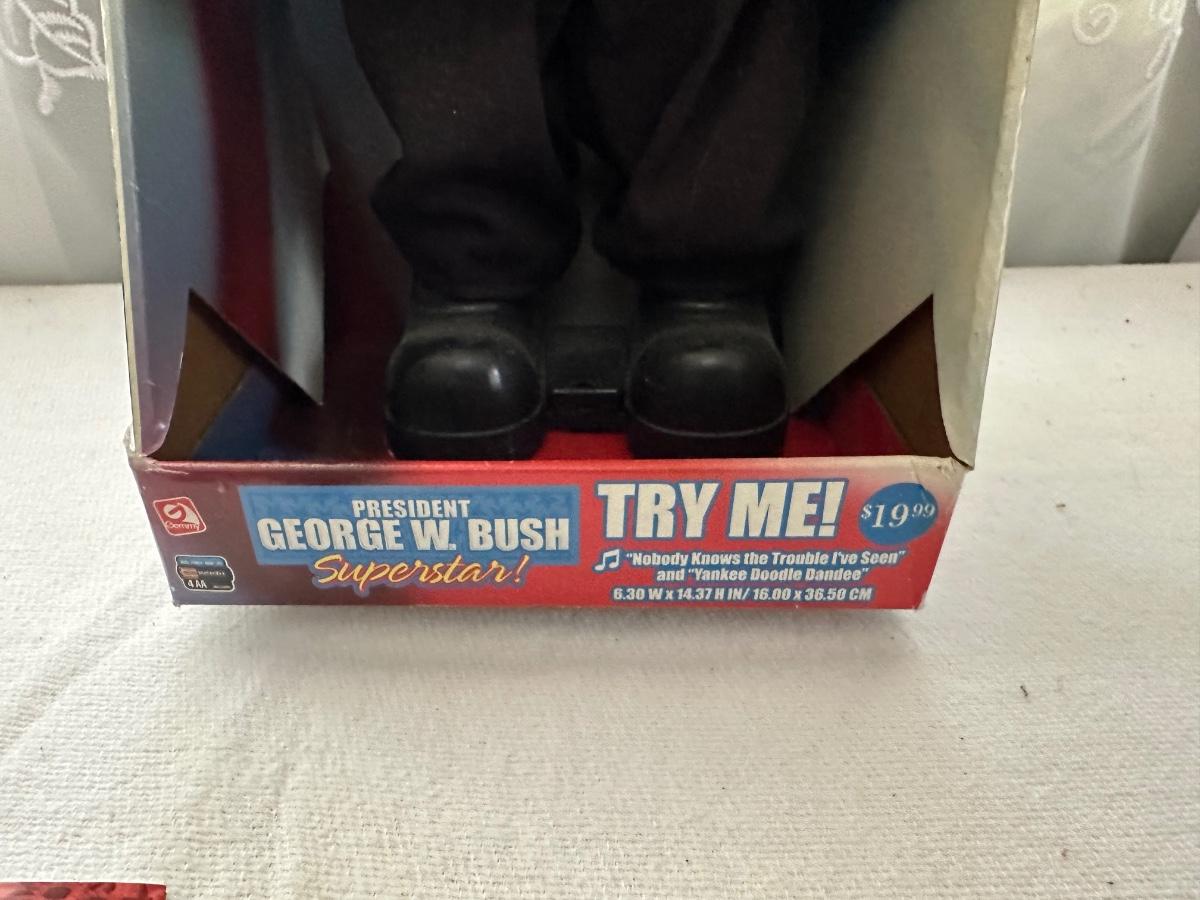 Gemmy
4 AA
PRESIDENT
GEORGE W. BUSH
Superstar!
TRY ME!
$19.99
"Nobody Knows the Trouble I've Seen"
and "Yankee Doodle Dandee"
6.30 W x 14.37 H IN/ 16.00 x 36.50 CM